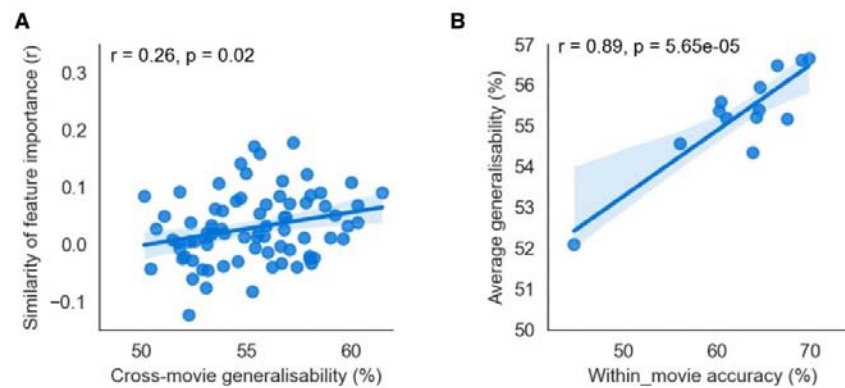 A
r = 0.26, p = 0.02
Similarity of feature importance (r)
0.3
0.2
0.1
0.0
−0.1
50
55
60
Cross-movie generalisability (%)
B
r = 0.89, p = 5.65e-05
Average generalisability (%)
57
56
55
54
53
52
51
50
50
60
70
Within_movie accuracy (%)